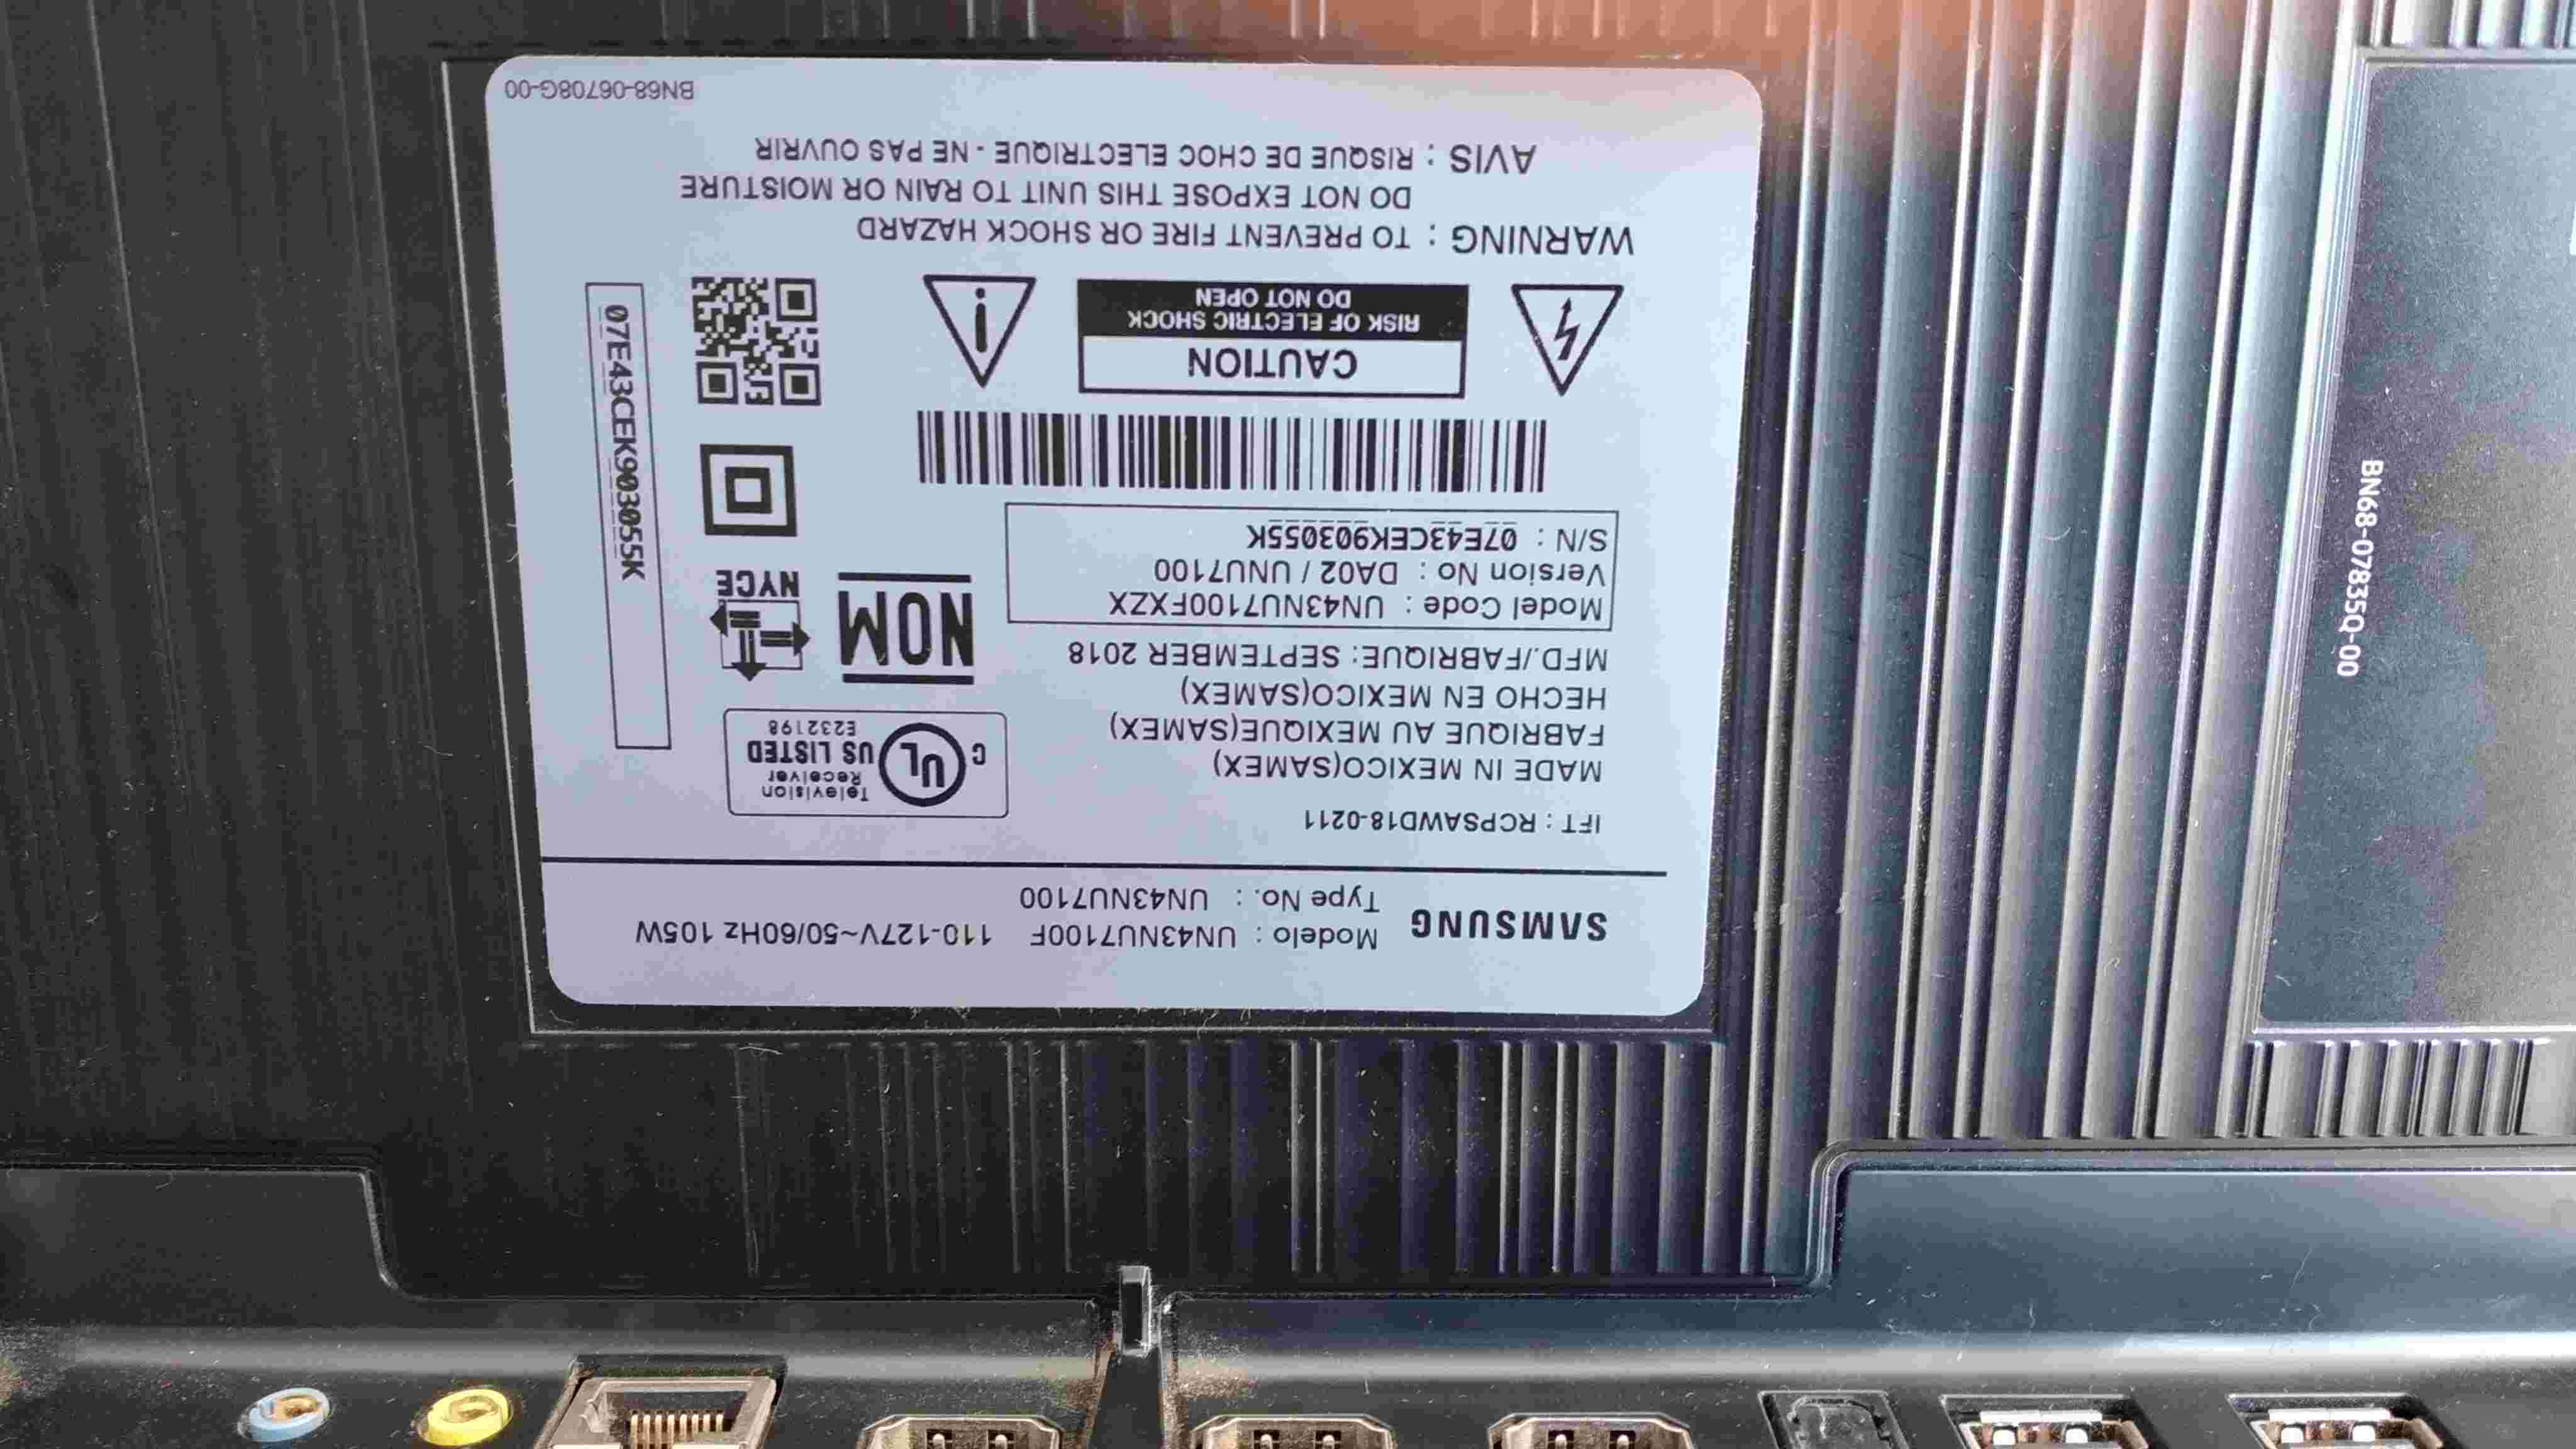 SAMSUNG
Modelo : UN43NU7100F 110-127V~50/60Hz 105W
Type No. : UN43NU7100
IFT : RCPSAWD18-0211
MADE IN MEXICO(SAMEX)
FABRIQUE AU MEXIQUE(SAMEX)
HECHO EN MEXICO(SAMEX)
MFD./FABRIQUE: SEPTEMBER 2018
Model Code : UN43NU7100FXZX
Version No : DA02 / UNU7100
S/N : 07E43CEK903055K
C UL US LISTED
Television
Receiver
E232198
NOM
NYCE
07E43CEK903055K
CAUTION
RISK OF ELECTRIC SHOCK
DO NOT OPEN
WARNING : TO PREVENT FIRE OR SHOCK HAZARD
DO NOT EXPOSE THIS UNIT TO RAIN OR MOISTURE
AVIS : RISQUE DE CHOC ELECTRIQUE - NE PAS OUVRIR
BN68-06708G-00
BN68-07835Q-00